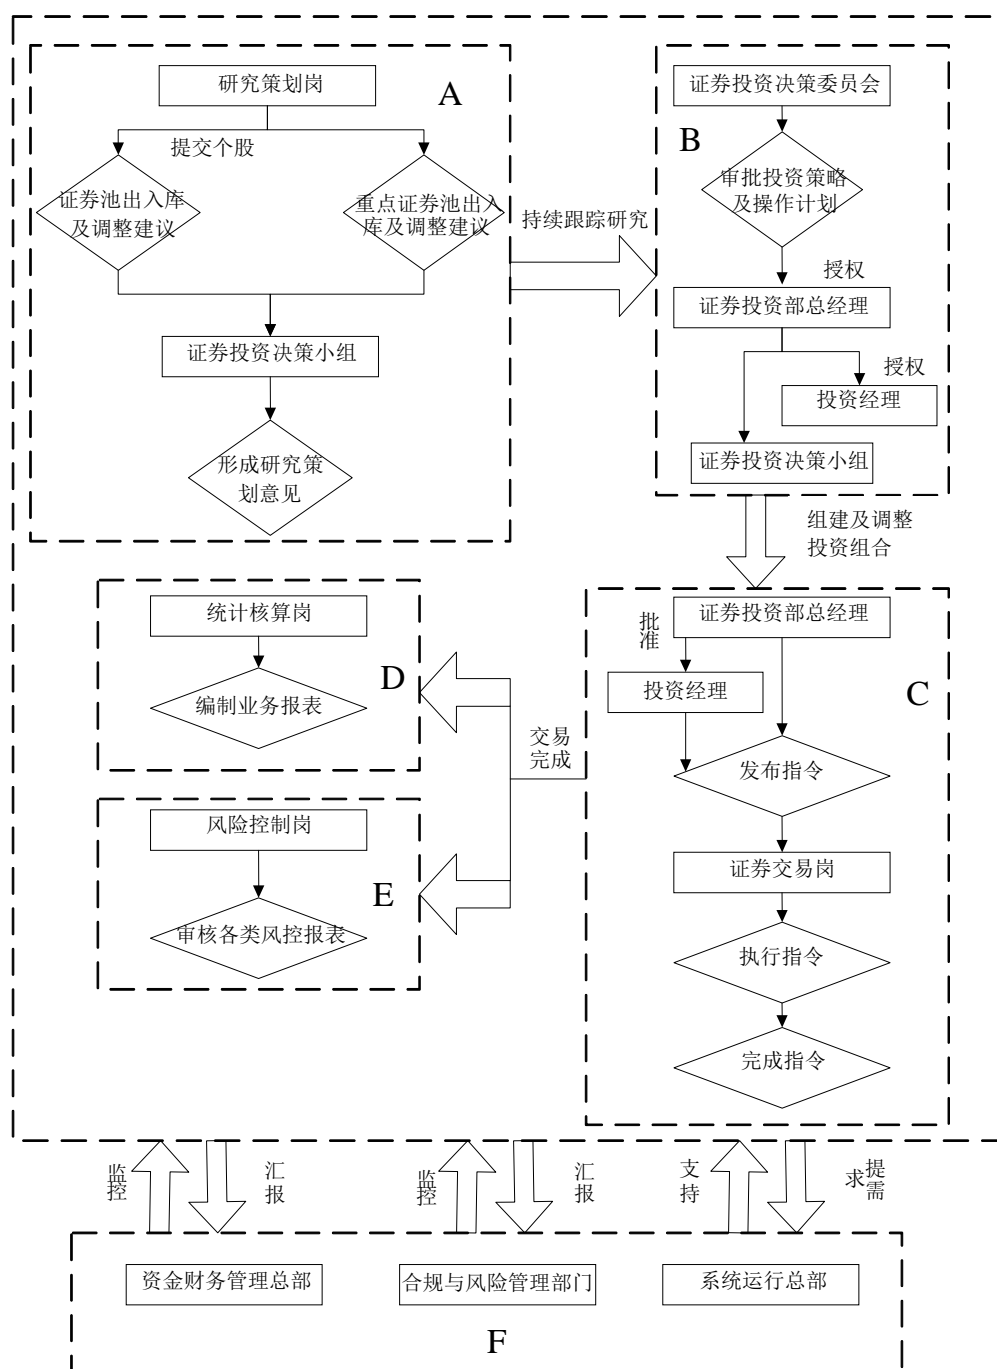 研究策划岗
A
提交个股
证券池出入库
及调整建议
重点证券池出入
库及调整建议
证券投资决策小组
形成研究策
划意见
持续跟踪研究
证券投资决策委员会
B
审批投资策略
及操作计划
授权
证券投资部总经理
授权
投资经理
证券投资决策小组
组建及调整
投资组合
证券投资部总经理
批准
投资经理
C
发布指令
证券交易岗
执行指令
完成指令
交易
完成
统计核算岗
D
编制业务报表
风险控制岗
E
审核各类风控报表
监控
汇报
监控
汇报
支持
提需
求
资金财务管理总部
合规与风险管理部门
系统运行总部
F